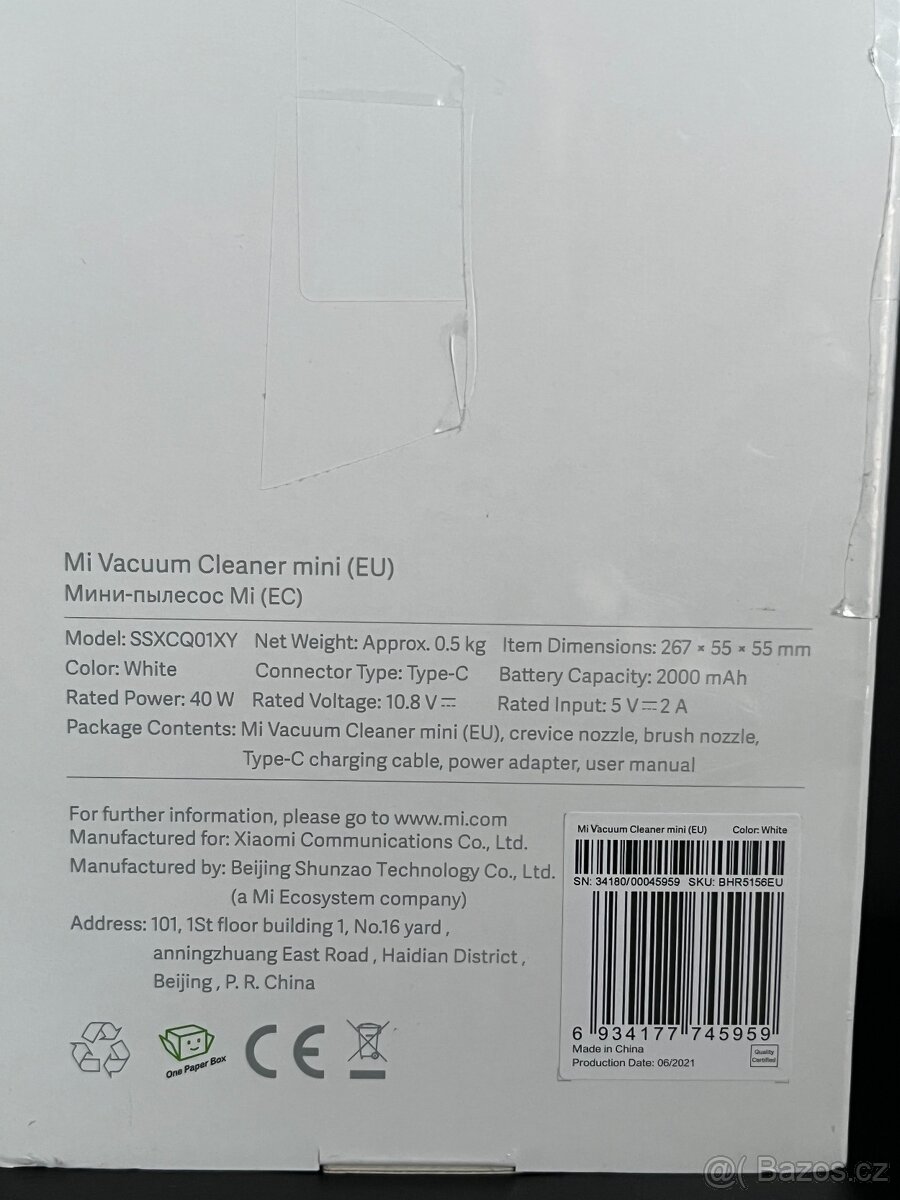 Mi Vacuum Cleaner mini (EU)
Мини-пылесос Mi (ЕС)
Model: SSXCQ01XY Net Weight: Approx. 0.5 kg Item Dimensions: 267 × 55 × 55 mm
Color: White Connector Type: Type-C Battery Capacity: 2000 mAh
Rated Power: 40 W Rated Voltage: 10.8 V⎓ Rated Input: 5 V⎓2 A
Package Contents: Mi Vacuum Cleaner mini (EU), crevice nozzle, brush nozzle,
Type-C charging cable, power adapter, user manual
For further information, please go to www.mi.com
Manufactured for: Xiaomi Communications Co., Ltd.
Manufactured by: Beijing Shunzao Technology Co., Ltd.
(a Mi Ecosystem company)
Address: 101, 1St floor building 1, No.16 yard ,
anningzhuang East Road , Haidian District ,
Beijing , P. R. China
One Paper Box
CE
Mi Vacuum Cleaner mini (EU) Color: White
SN: 34180/00045959 SKU: BHR5156EU
6 934177 745959
Made in China
Production Date: 06/2021
Quality
Certified
@( Bazos.cz